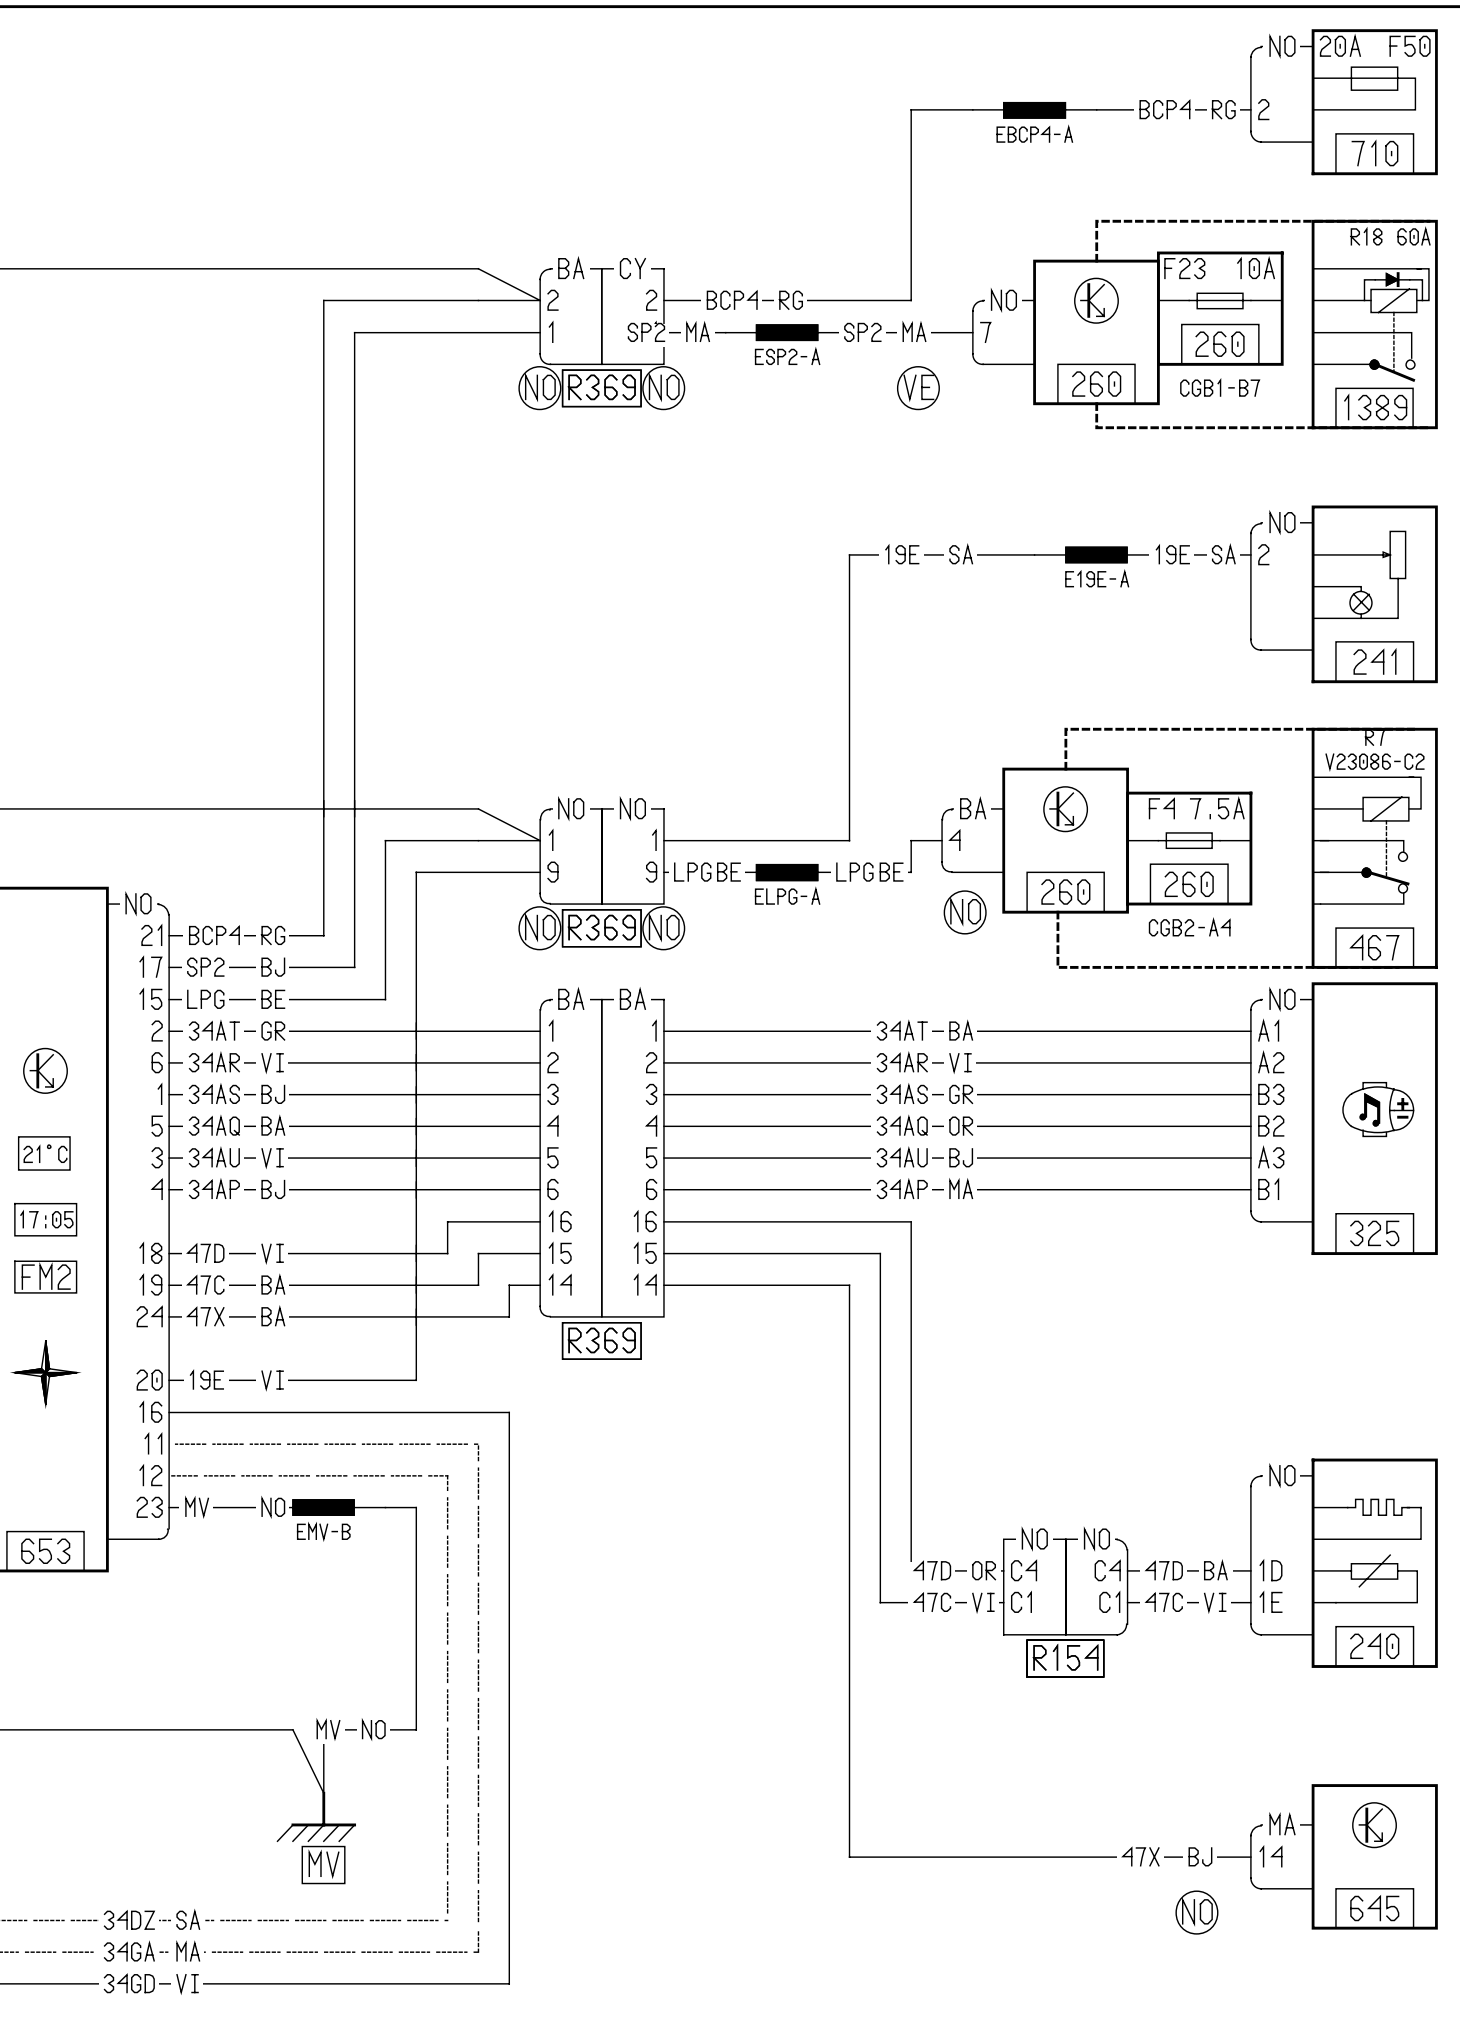 NO 20A F50
BCP4-RG 2
EBCP4-A
710
R18 60A
BA CY
F23 10A
2 2 BCP4-RG
NO
1 SP2-MA SP2-MA 7
ESP2-A
260
NO R369 NO
VE
260
CGB1-B7
1389
NO
19E-SA 19E-SA 2
E19E-A
241
R7
V23086-C2
NO NO
BA
F4 7.5A
1 1
4
9 9 LPGBE LPGBE
ELPG-A
260
260
NO R369 NO
NO
CGB2-A4
467
NO
21 BCP4-RG
17 SP2 BJ
15 LPG BE
BA BA
NO
2 34AT-GR 1 1 34AT-BA A1
6 34AR-VI 2 2 34AR-VI A2
1 34AS-BJ 3 3 34AS-GR B3
5 34AQ-BA 4 4 34AQ-OR B2
21°C
3 34AU-VI 5 5 34AU-BJ A3
4 34AP-BJ 6 6 34AP-MA B1
17:05
16 16
325
18 47D VI 15 15
FM2
19 47C BA 14 14
24 47X BA
R369
20 19E VI
16
11
12
NO
23 MV NO
EMV-B
653
NO NO
47D-OR C4 C4 47D-BA 1D
47C-VI C1 C1 47C-VI 1E
R154
240
MV-NO
MV
MA
47X-BJ 14
NO
645
34DZ-SA
34GA-MA
34GD-VI